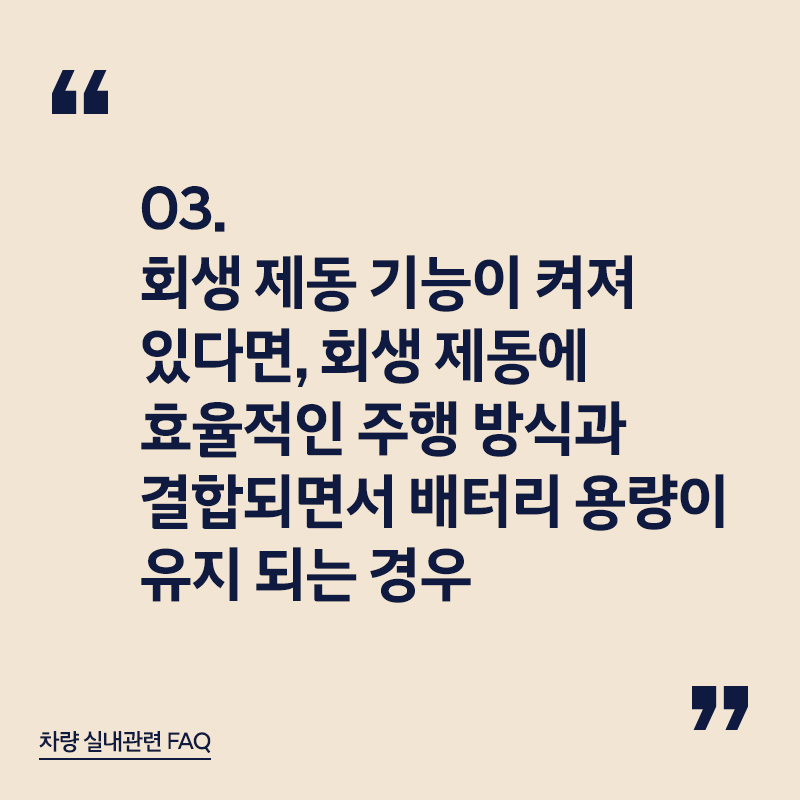 “
03.
회생 제동 기능이 켜져
있다면, 회생 제동에
효율적인 주행 방식과
결합되면서 배터리 용량이
유지 되는 경우
”
차량 실내관련 FAQ